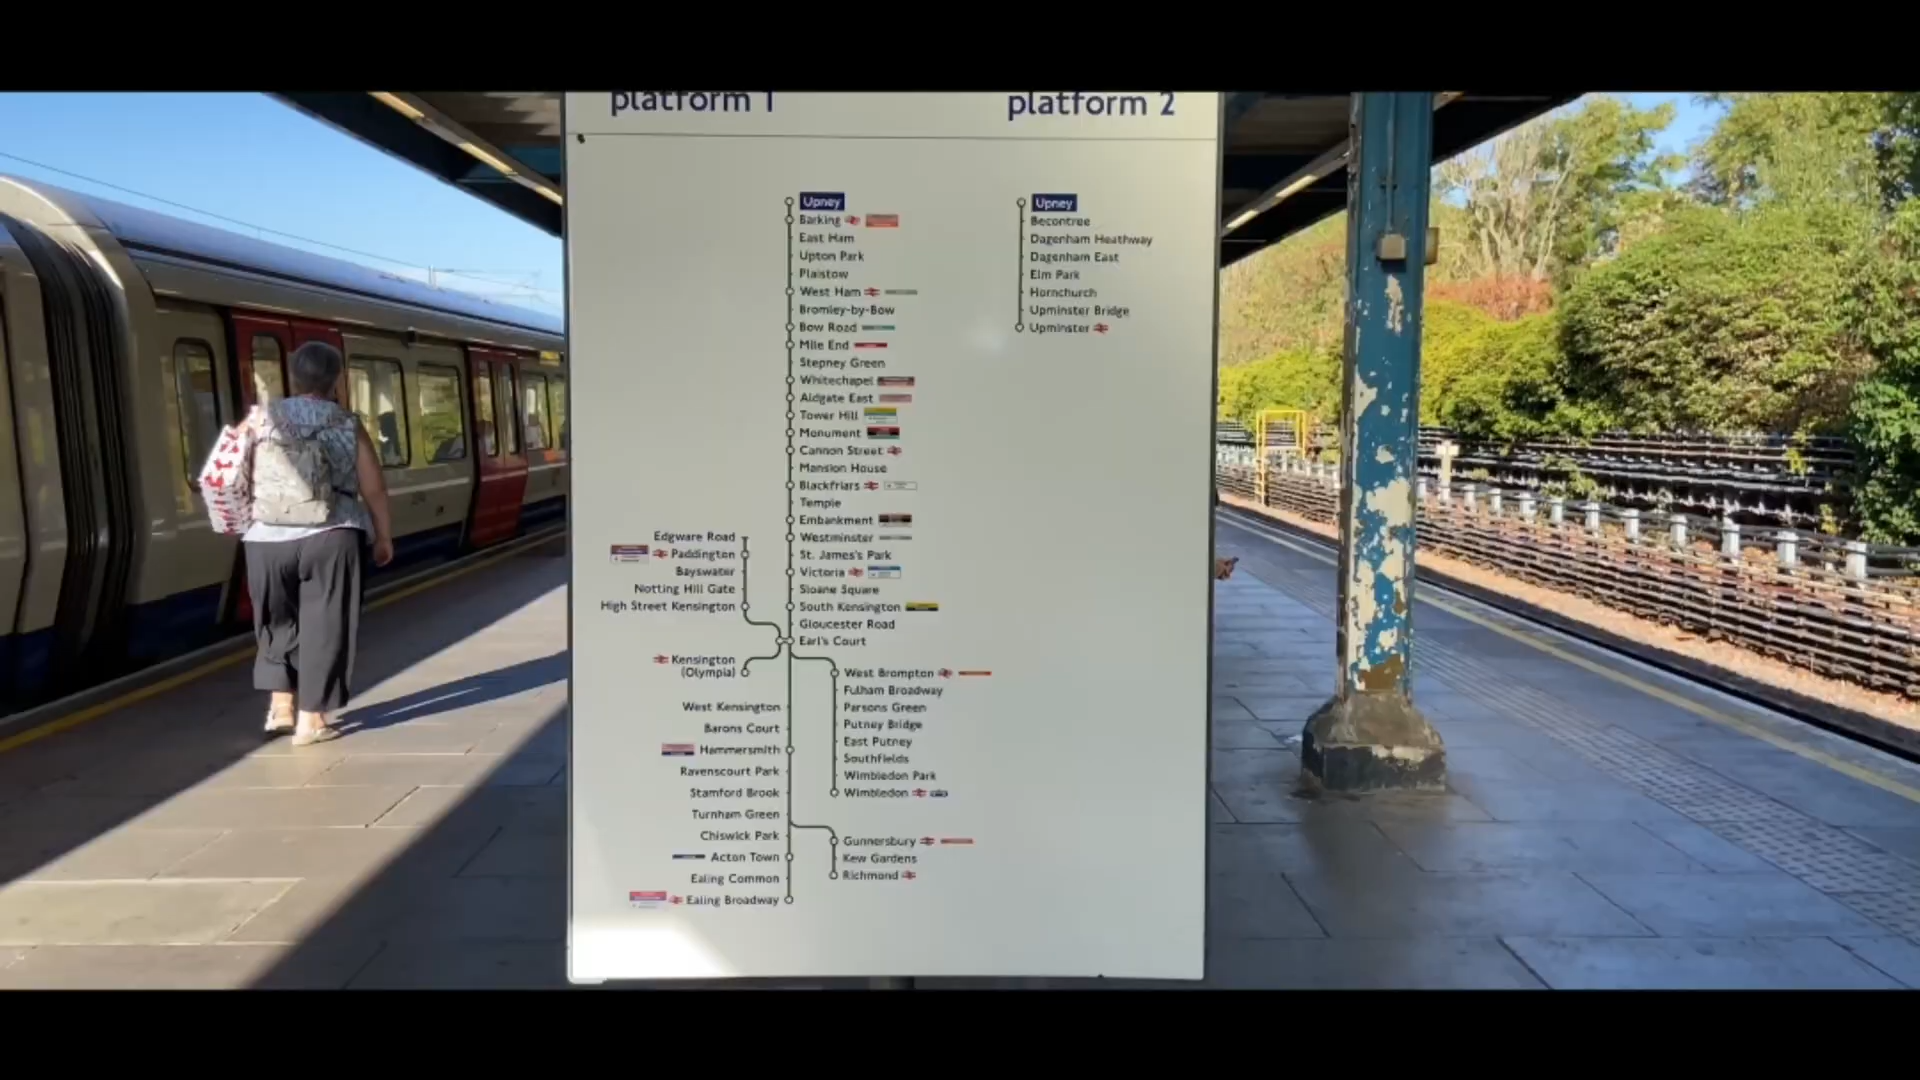 platform 1
platform 2
Upney
Barking
East Ham
Upton Park
Plaistow
West Ham
Bromley-by-Bow
Bow Road
Mile End
Stepney Green
Whitechapel
Aldgate East
Tower Hill
Monument
Cannon Street
Mansion House
Blackfriars
Temple
Embankment
Westminster
St. James's Park
Victoria
Sloane Square
South Kensington
Gloucester Road
Earl's Court
Edgware Road
Paddington
Bayswater
Notting Hill Gate
High Street Kensington
Kensington
(Olympia)
West Kensington
Barons Court
Hammersmith
Ravenscourt Park
Stamford Brook
Turnham Green
Chiswick Park
Acton Town
Ealing Common
Ealing Broadway
West Brompton
Fulham Broadway
Parsons Green
Putney Bridge
East Putney
Southfields
Wimbledon Park
Wimbledon
Gunnersbury
Kew Gardens
Richmond
Upney
Becontree
Dagenham Heathway
Dagenham East
Elm Park
Hornchurch
Upminster Bridge
Upminster